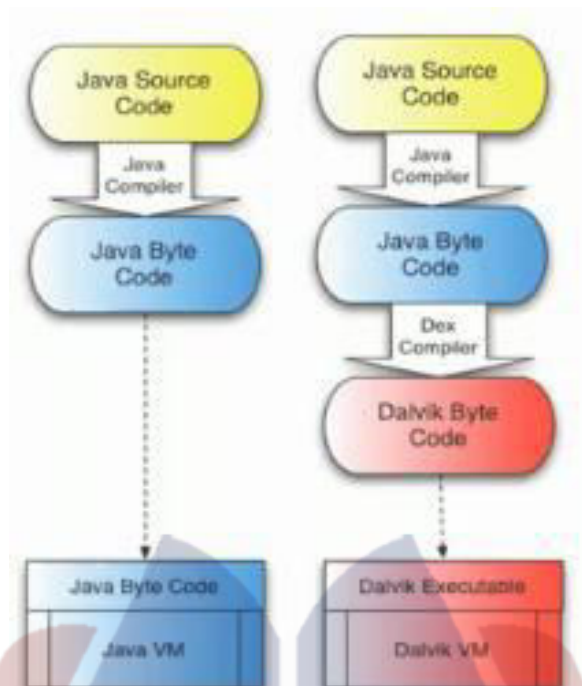 Java Source
Code
Java
Compiler
Java Byte
Code
Java Byte Code
Java VM
Java Source
Code
Java
Compiler
Java Byte
Code
Dex
Compiler
Dalvik Byte
Code
Dalvik Executable
Dalvik VM